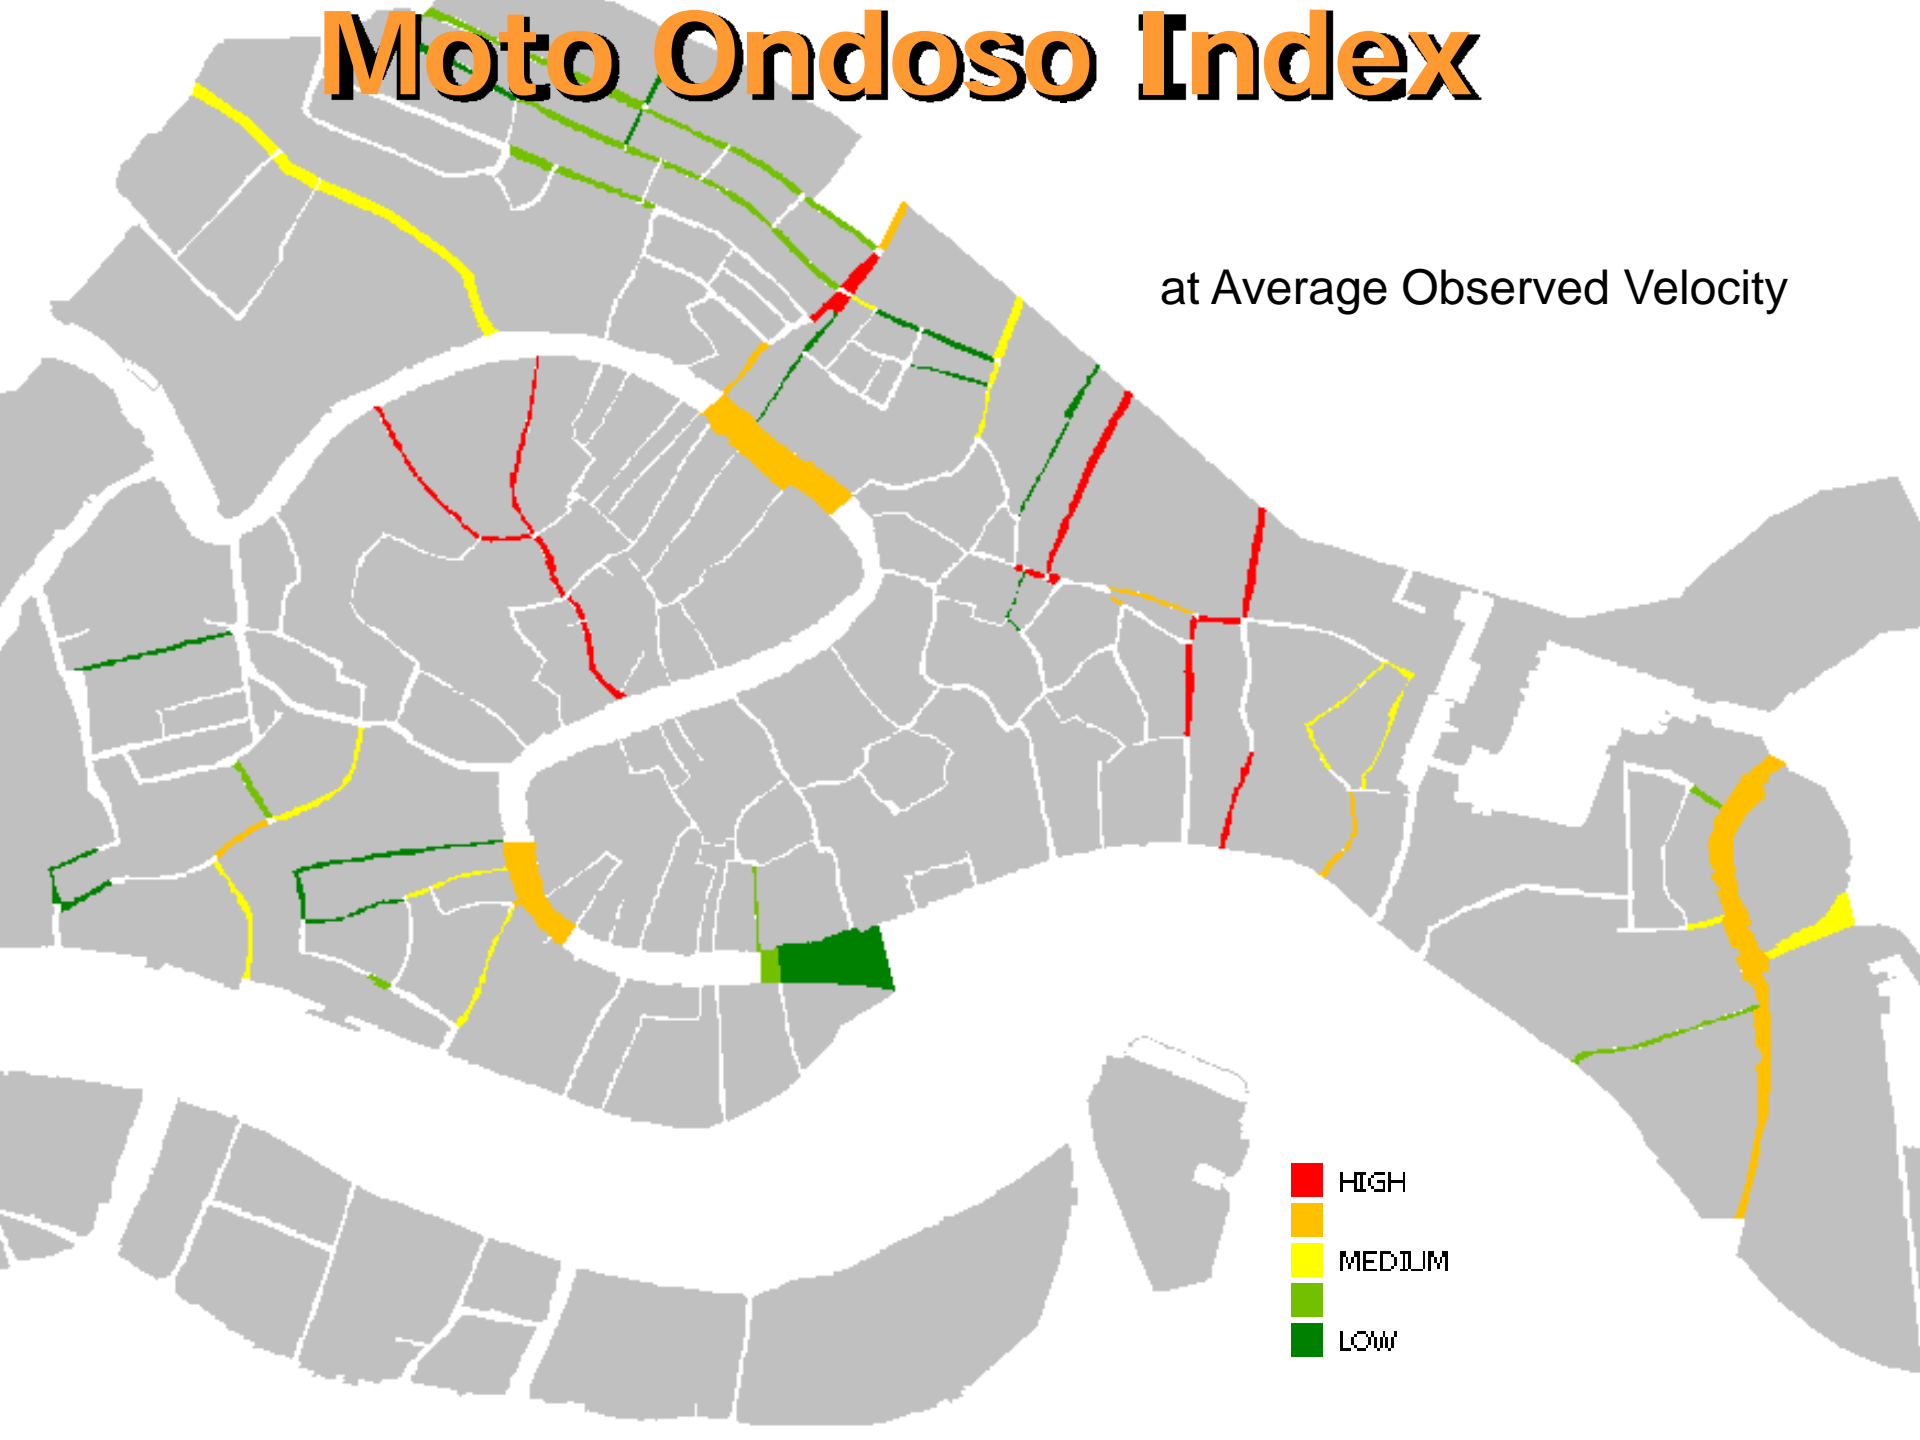 Moto Ondoso Index
at Average Observed Velocity
HIGH
MEDIUM
LOW